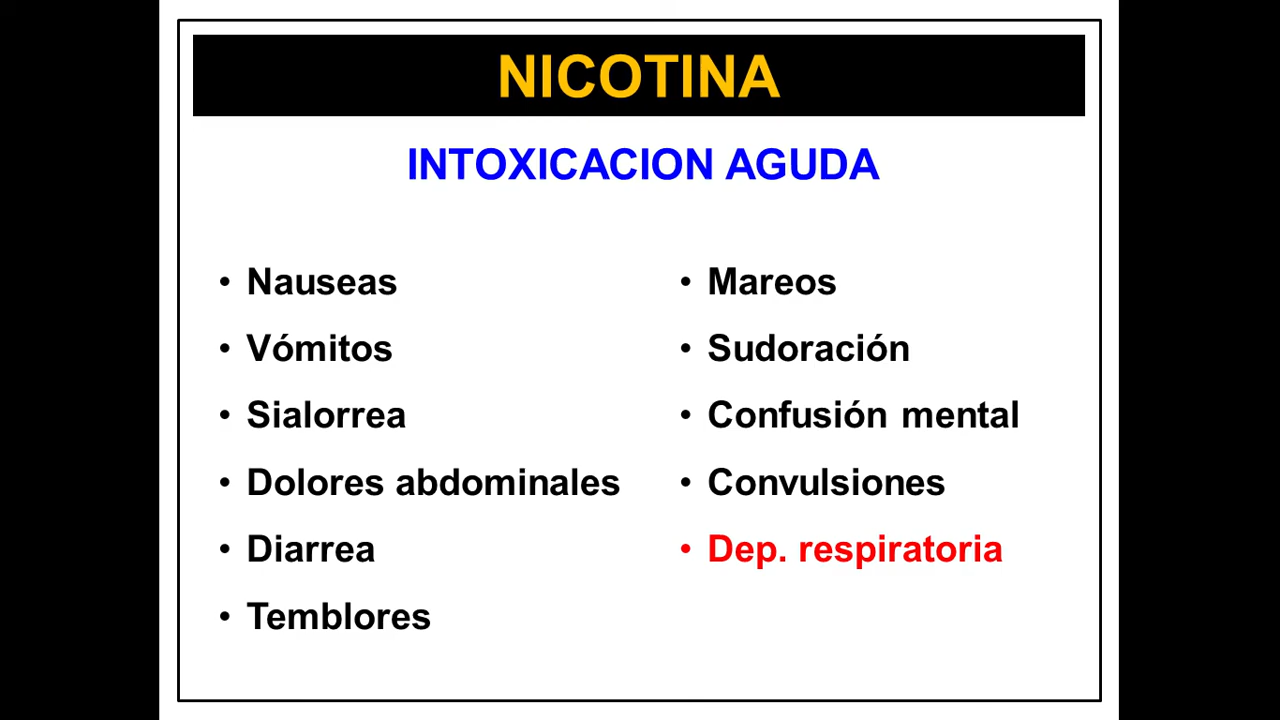 NICOTINA
INTOXICACION AGUDA
• Nauseas
• Vómitos
• Sialorrea
• Dolores abdominales
• Diarrea
• Temblores
• Mareos
• Sudoración
• Confusión mental
• Convulsiones
• Dep. respiratoria